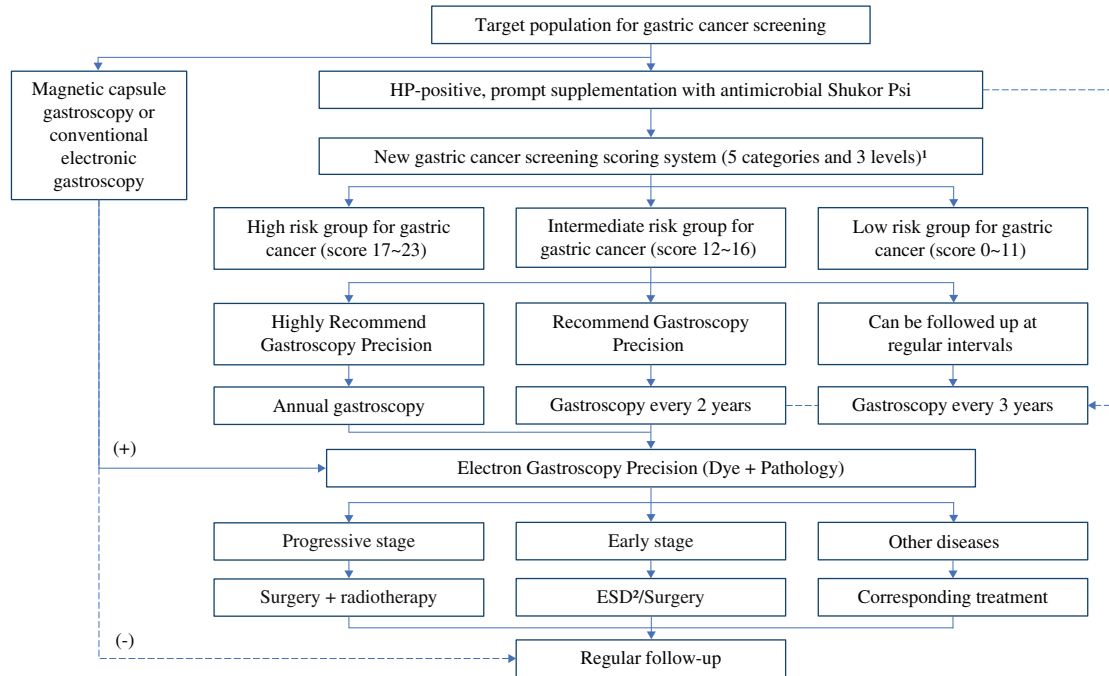 Target population for gastric cancer screening
Magnetic capsule
gastroscopy or
conventional
electronic
gastroscopy
HP-positive, prompt supplementation with antimicrobial Shukor Psi
New gastric cancer screening scoring system (5 categories and 3 levels)¹
High risk group for gastric
cancer (score 17~23)
Intermediate risk group for
gastric cancer (score 12~16)
Low risk group for gastric
cancer (score 0~11)
Highly Recommend
Gastroscopy Precision
Recommend Gastroscopy
Precision
Can be followed up at
regular intervals
Annual gastroscopy
Gastroscopy every 2 years
Gastroscopy every 3 years
(+)
Electron Gastroscopy Precision (Dye + Pathology)
Progressive stage
Early stage
Other diseases
Surgery + radiotherapy
ESD²/Surgery
Corresponding treatment
(-)
Regular follow-up